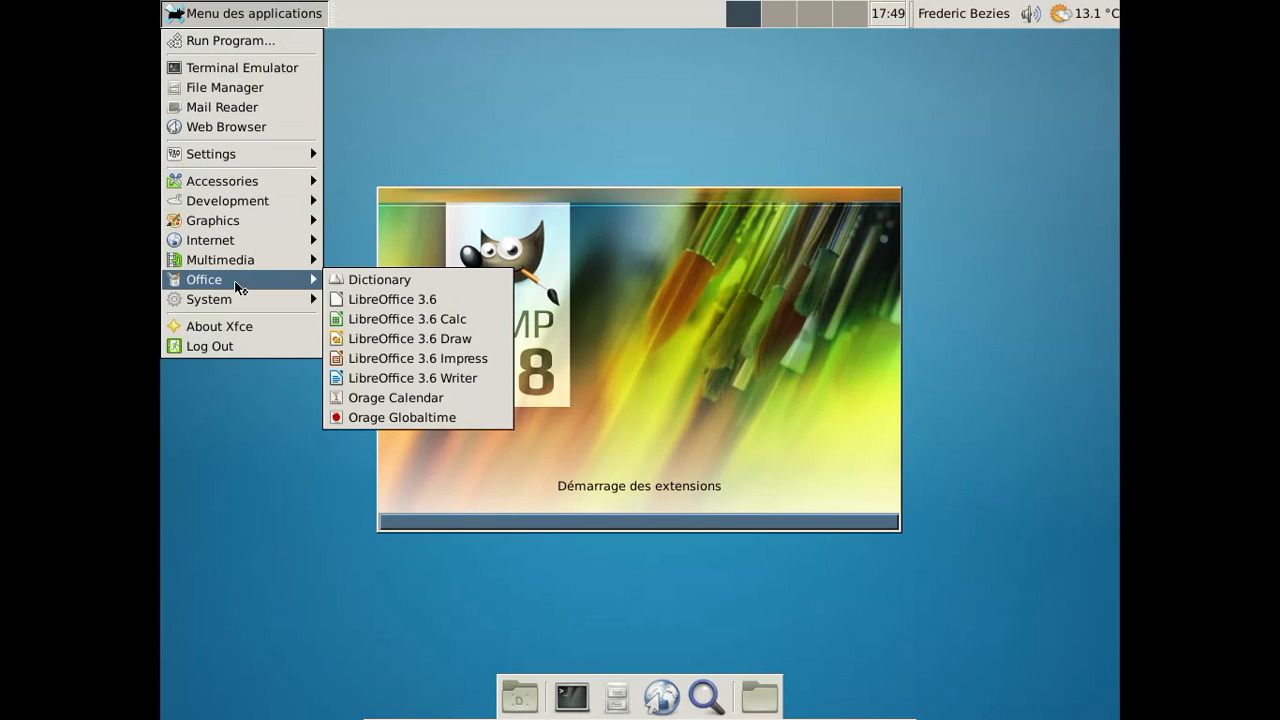 Menu des applications
17:49
Frederic Bezies
13.1 °C
Run Program...
Terminal Emulator
File Manager
Mail Reader
Web Browser
Settings
Accessories
Development
Graphics
Internet
Multimedia
Office
System
About Xfce
Log Out
Dictionary
LibreOffice 3.6
LibreOffice 3.6 Calc
LibreOffice 3.6 Draw
LibreOffice 3.6 Impress
LibreOffice 3.6 Writer
Orage Calendar
Orage Globaltime
MP
8
Démarrage des extensions